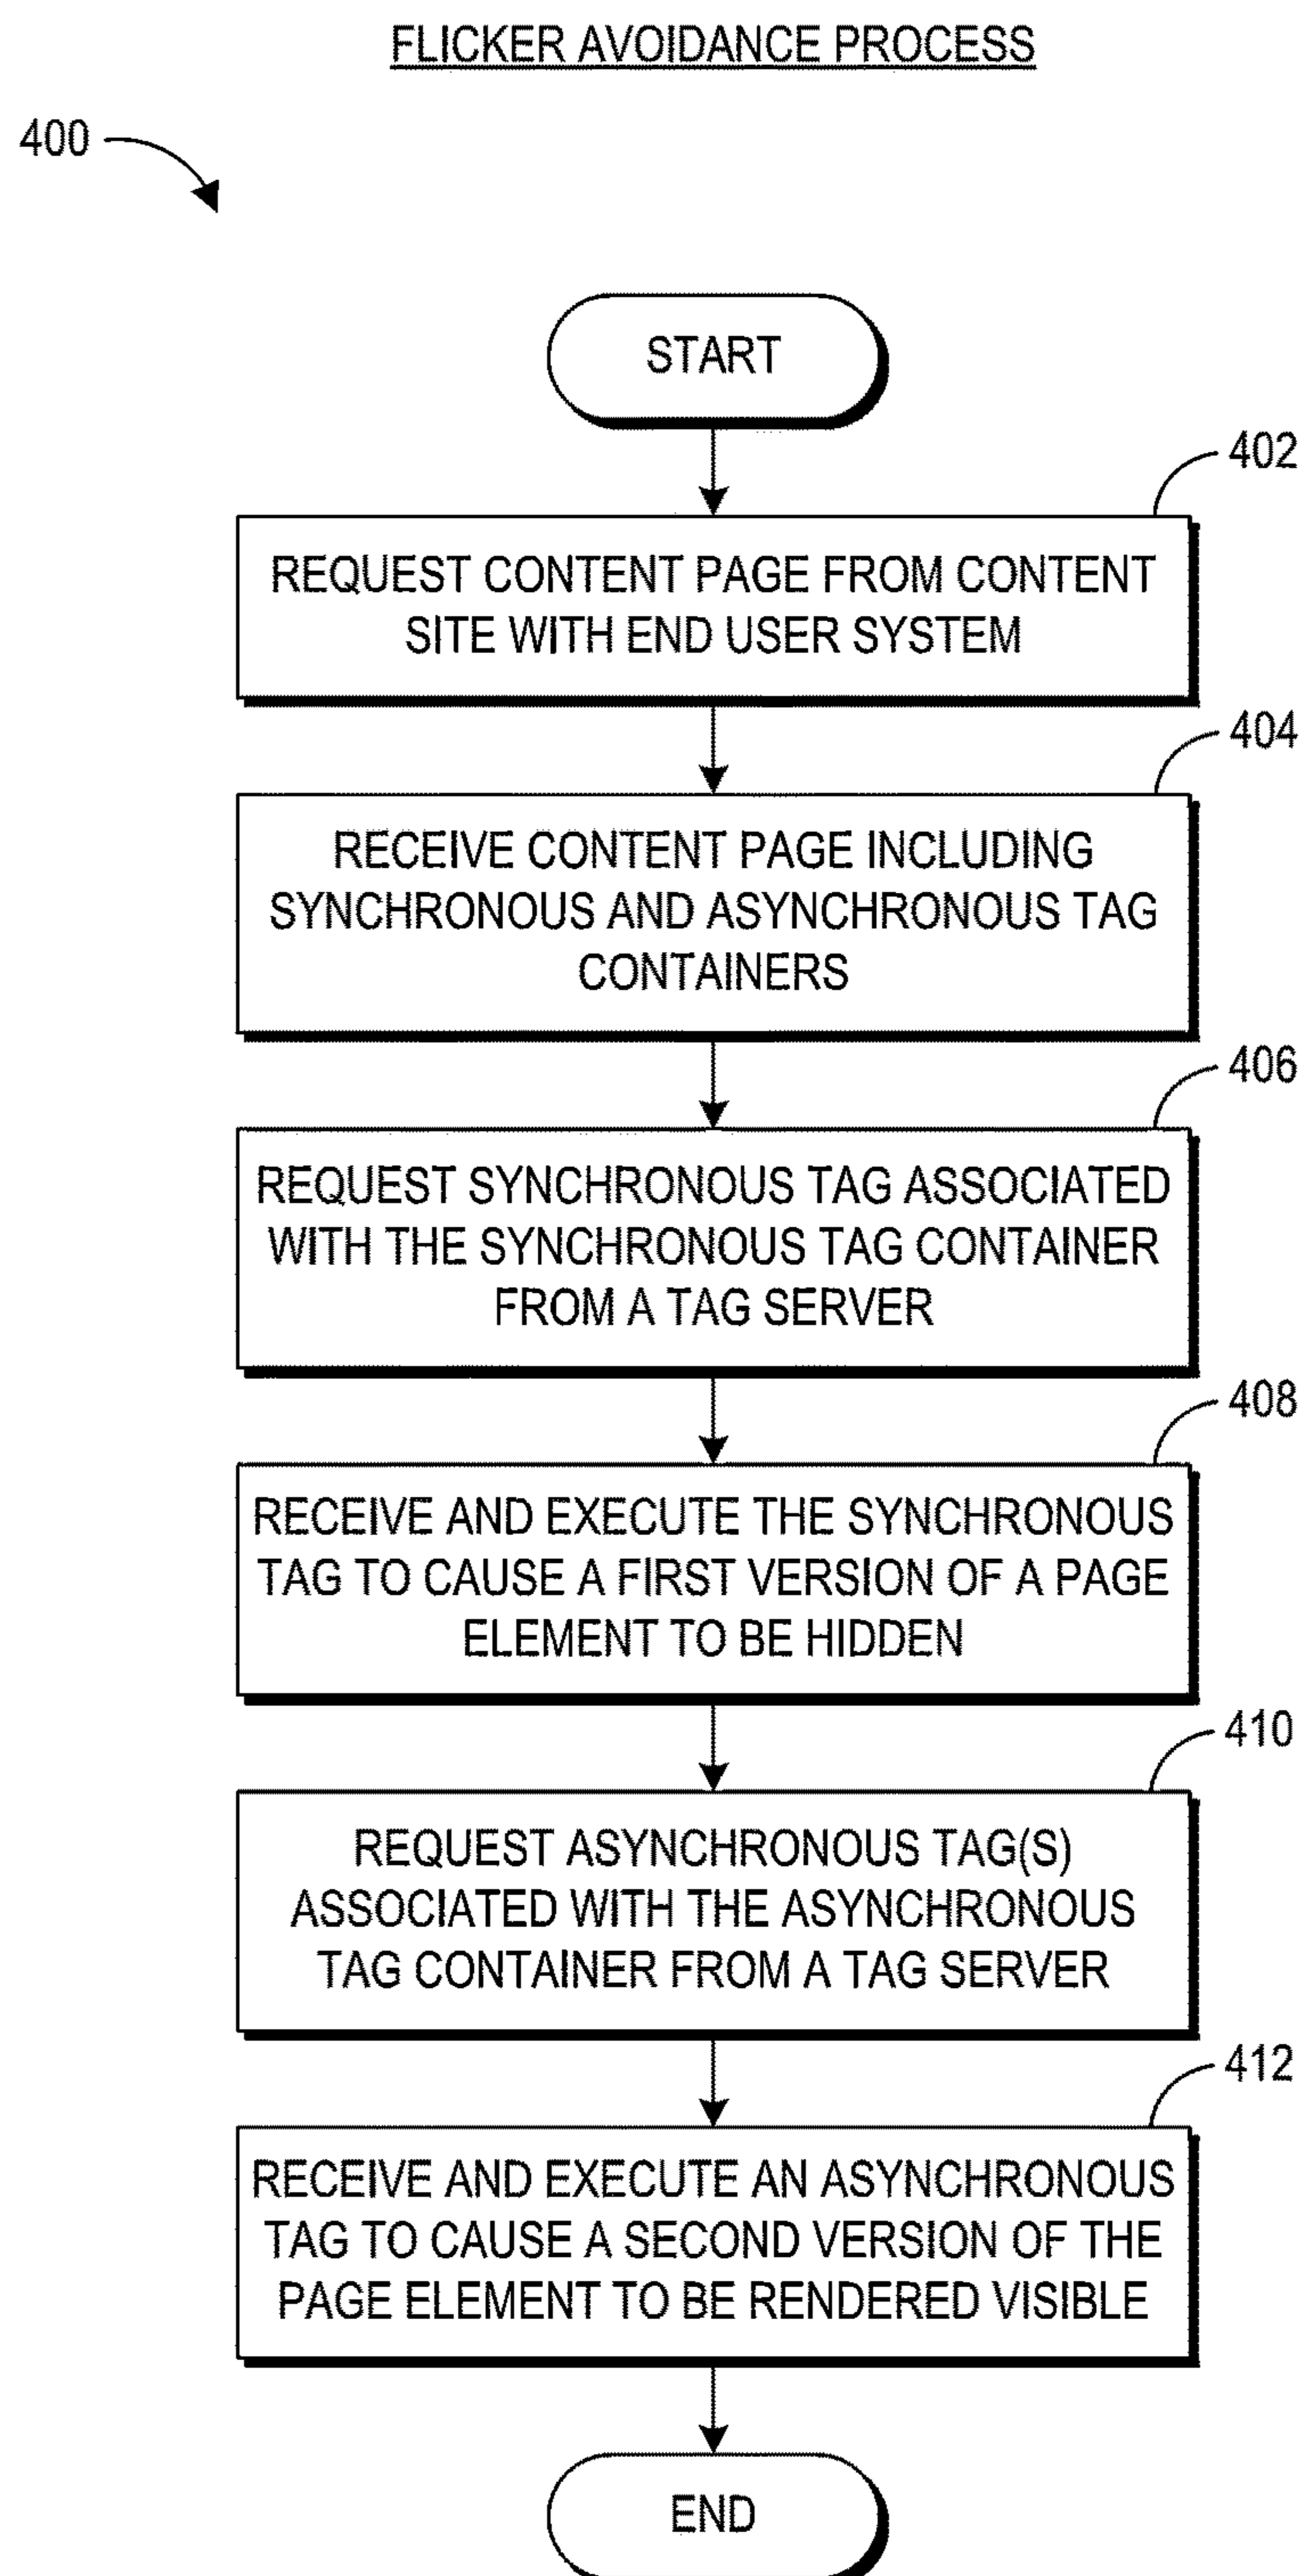 FLICKER AVOIDANCE PROCESS
400
START
402
REQUEST CONTENT PAGE FROM CONTENT
SITE WITH END USER SYSTEM
404
RECEIVE CONTENT PAGE INCLUDING
SYNCHRONOUS AND ASYNCHRONOUS TAG
CONTAINERS
406
REQUEST SYNCHRONOUS TAG ASSOCIATED
WITH THE SYNCHRONOUS TAG CONTAINER
FROM A TAG SERVER
408
RECEIVE AND EXECUTE THE SYNCHRONOUS
TAG TO CAUSE A FIRST VERSION OF A PAGE
ELEMENT TO BE HIDDEN
410
REQUEST ASYNCHRONOUS TAG(S)
ASSOCIATED WITH THE ASYNCHRONOUS
TAG CONTAINER FROM A TAG SERVER
412
RECEIVE AND EXECUTE AN ASYNCHRONOUS
TAG TO CAUSE A SECOND VERSION OF THE
PAGE ELEMENT TO BE RENDERED VISIBLE
END